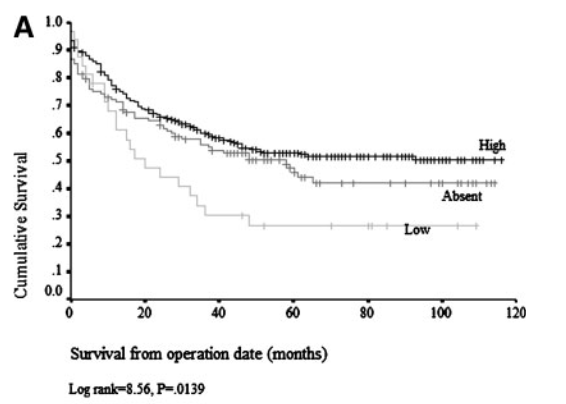 A
1.0
.9
.8
.7
.6
.5
.4
.3
.2
.1
0.0
Cumulative Survival
High
Absent
Low
0 20 40 60 80 100 120
Survival from operation date (months)
Log rank=8.56, P=.0139